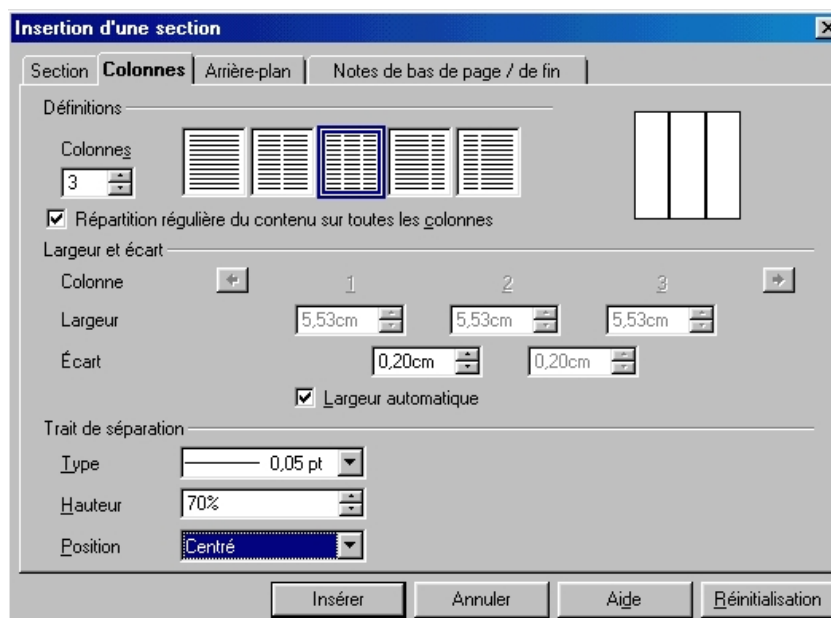 Insertion d'une section
Section Colonnes Arrière-plan Notes de bas de page / de fin
Définitions
Colonnes
3
Répartition régulière du contenu sur toutes les colonnes
Largeur et écart
Colonne 1 2 3
Largeur 5,53cm 5,53cm 5,53cm
Écart 0,20cm 0,20cm
Largeur automatique
Trait de séparation
Type 0,05 pt
Hauteur 70%
Position Centré
Insérer Annuler Aide Réinitialisation